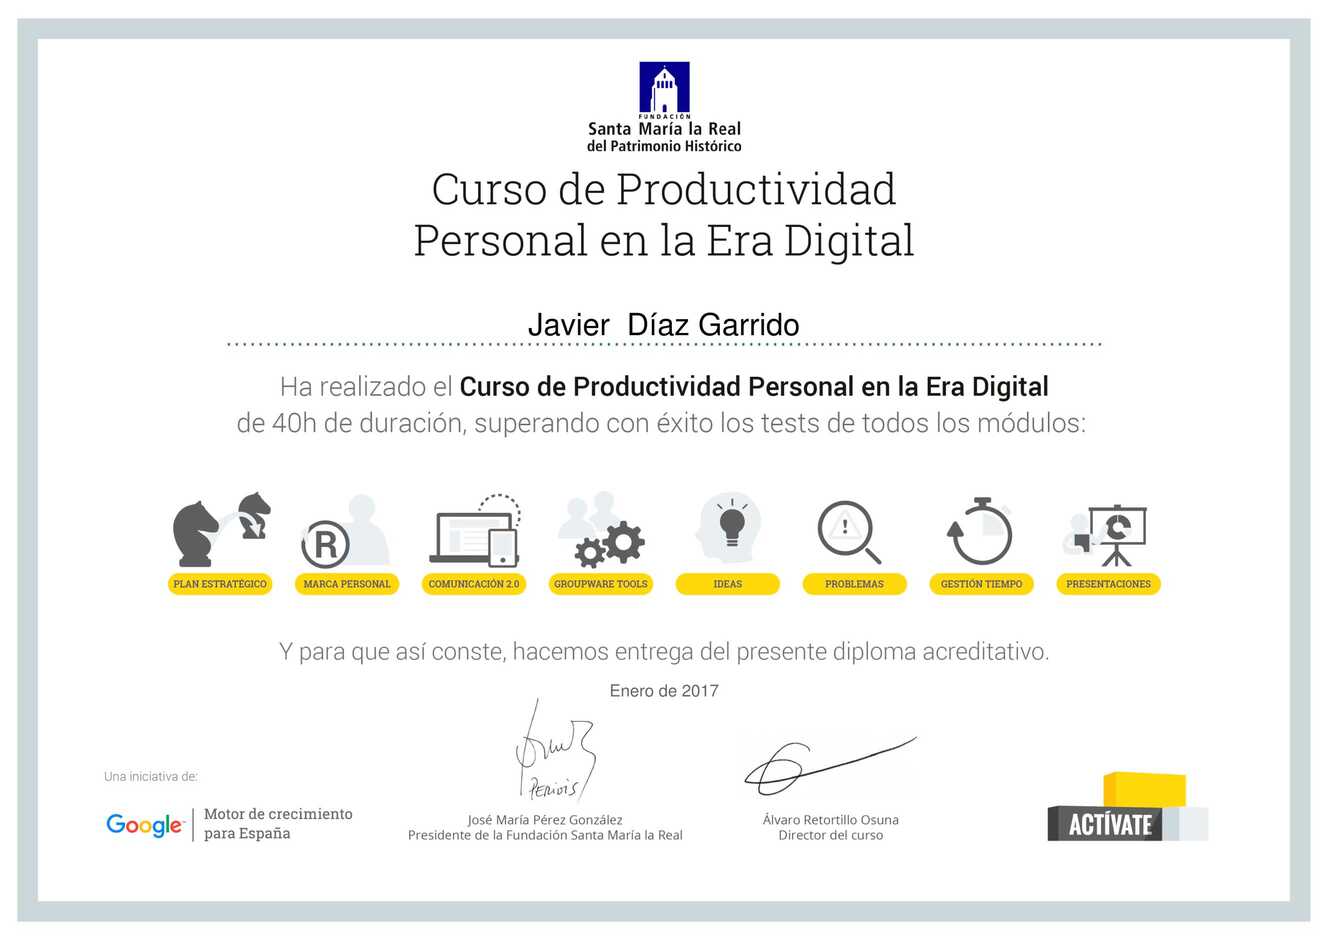 FUNDACIÓN
Santa María la Real
del Patrimonio Histórico
Curso de Productividad
Personal en la Era Digital
Javier Díaz Garrido
Ha realizado el Curso de Productividad Personal en la Era Digital
de 40h de duración, superando con éxito los tests de todos los módulos:
R
!
PLAN ESTRATÉGICO
MARCA PERSONAL
COMUNICACIÓN 2.0
GROUPWARE TOOLS
IDEAS
PROBLEMAS
GESTIÓN TIEMPO
PRESENTACIONES
Y para que así conste, hacemos entrega del presente diploma acreditativo.
Enero de 2017
PERIDIS
Una iniciativa de:
Google™
Motor de crecimiento
para España
José María Pérez González
Presidente de la Fundación Santa María la Real
Álvaro Retortillo Osuna
Director del curso
ACTÍVATE